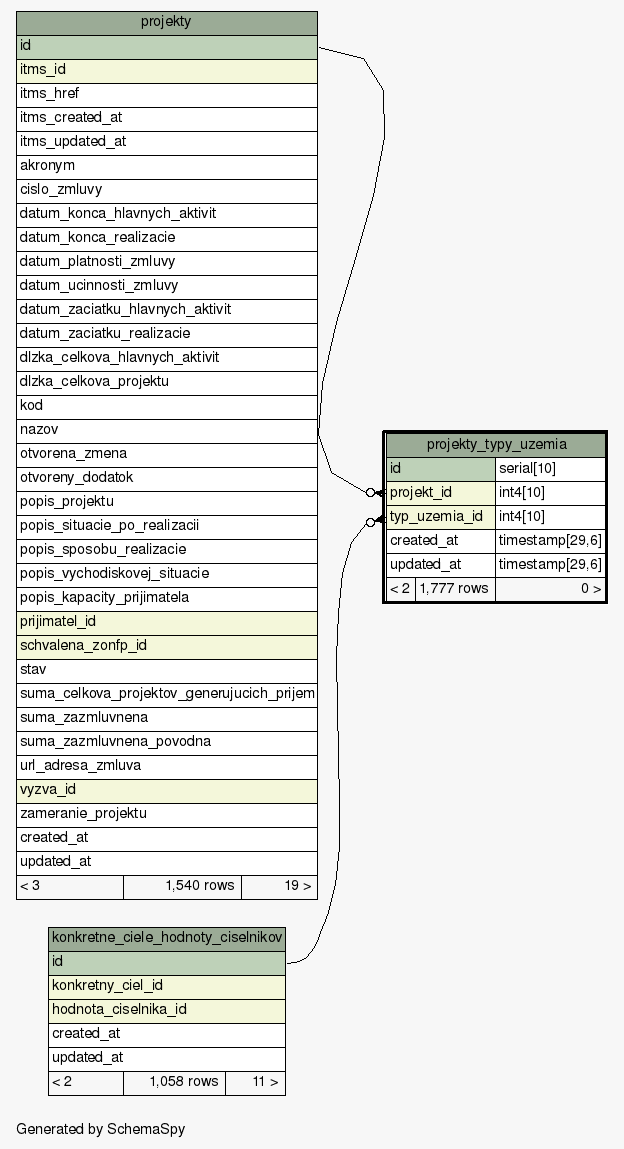 projekty
id
itms_id
itms_href
itms_created_at
itms_updated_at
akronym
cislo_zmluvy
datum_konca_hlavnych_aktivit
datum_konca_realizacie
datum_platnosti_zmluvy
datum_ucinnosti_zmluvy
datum_zaciatku_hlavnych_aktivit
datum_zaciatku_realizacie
dlzka_celkova_hlavnych_aktivit
dlzka_celkova_projektu
kod
nazov
otvorena_zmena
otvoreny_dodatok
popis_projektu
popis_situacie_po_realizacii
popis_sposobu_realizacie
popis_vychodiskovej_situacie
popis_kapacity_prijimatela
prijimatel_id
schvalena_zonfp_id
stav
suma_celkova_projektov_generujucich_prijem
suma_zazmluvnena
suma_zazmluvnena_povodna
url_adresa_zmluva
vyzva_id
zameranie_projektu
created_at
updated_at
< 3 1,540 rows 19 >
projekty_typy_uzemia
id serial[10]
projekt_id int4[10]
typ_uzemia_id int4[10]
created_at timestamp[29,6]
updated_at timestamp[29,6]
< 2 1,777 rows 0 >
konkretne_ciele_hodnoty_ciselnikov
id
konkretny_ciel_id
hodnota_ciselnika_id
created_at
updated_at
< 2 1,058 rows 11 >
Generated by SchemaSpy